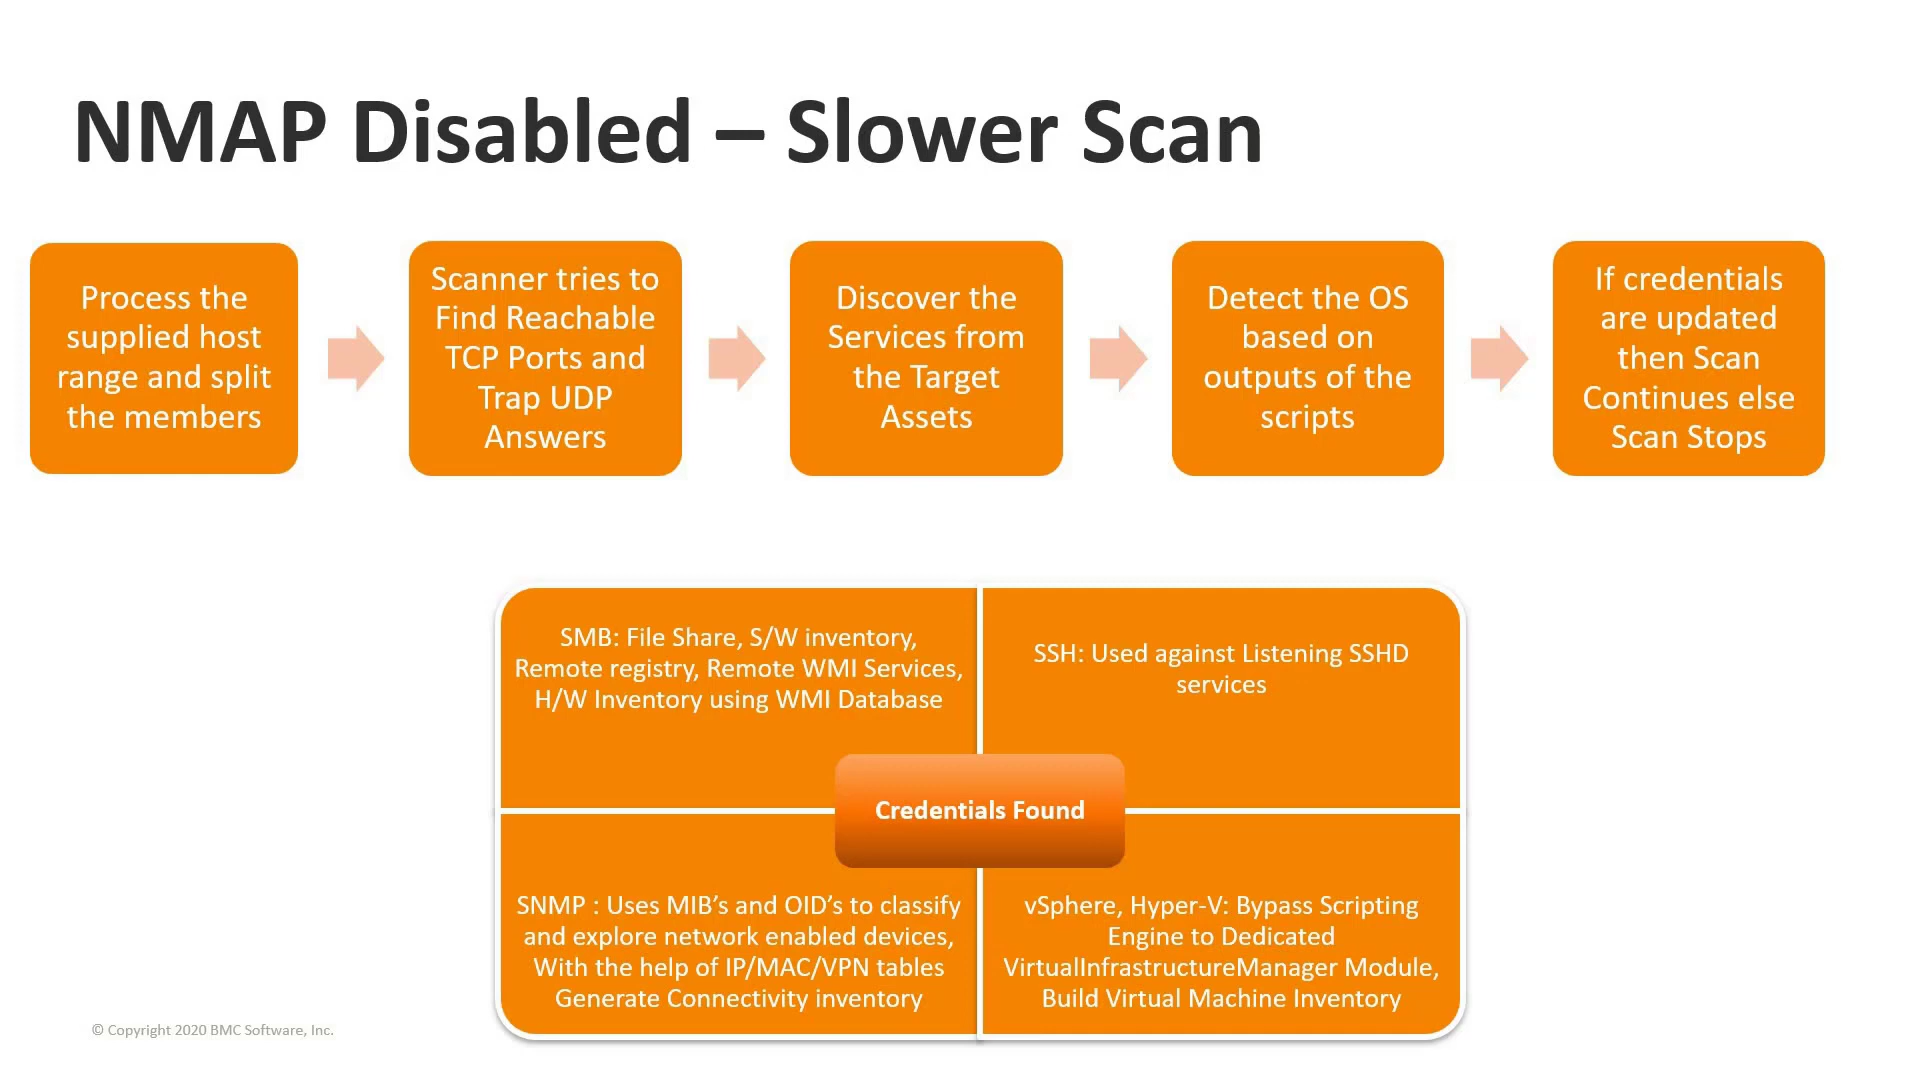 NMAP Disabled – Slower Scan
Process the
supplied host
range and split
the members
Scanner tries to
Find Reachable
TCP Ports and
Trap UDP
Answers
Discover the
Services from
the Target
Assets
Detect the OS
based on
outputs of the
scripts
If credentials
are updated
then Scan
Continues else
Scan Stops
SMB: File Share, S/W inventory,
Remote registry, Remote WMI Services,
H/W Inventory using WMI Database
SSH: Used against Listening SSHD
services
Credentials Found
SNMP : Uses MIB’s and OID’s to classify
and explore network enabled devices,
With the help of IP/MAC/VPN tables
Generate Connectivity inventory
vSphere, Hyper-V: Bypass Scripting
Engine to Dedicated
VirtualInfrastructureManager Module,
Build Virtual Machine Inventory
© Copyright 2020 BMC Software, Inc.